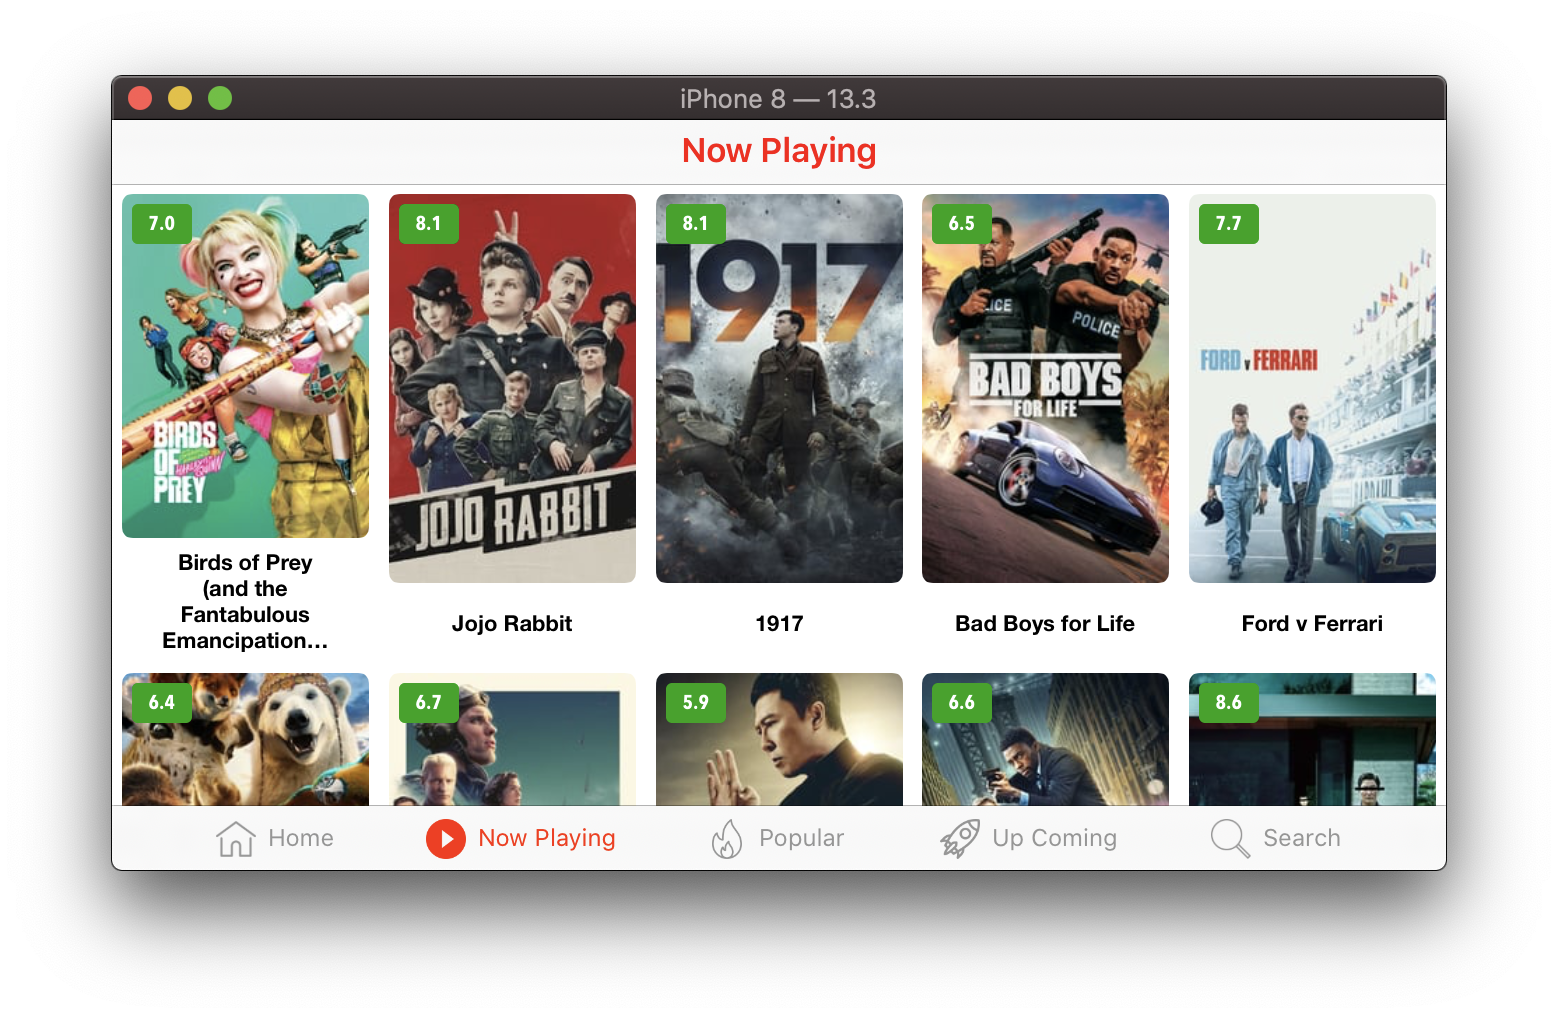 iPhone 8 — 13.3
Now Playing
7.0
8.1
8.1
6.5
7.7
BIRDS
OF
PREY
JOJO RABBIT
1917
ICE
POLICE
BAD BOYS
FOR LIFE
FORD v FERRARI
Birds of Prey
(and the
Fantabulous
Emancipation...
Jojo Rabbit
1917
Bad Boys for Life
Ford v Ferrari
6.4
6.7
5.9
6.6
8.6
Home
Now Playing
Popular
Up Coming
Search